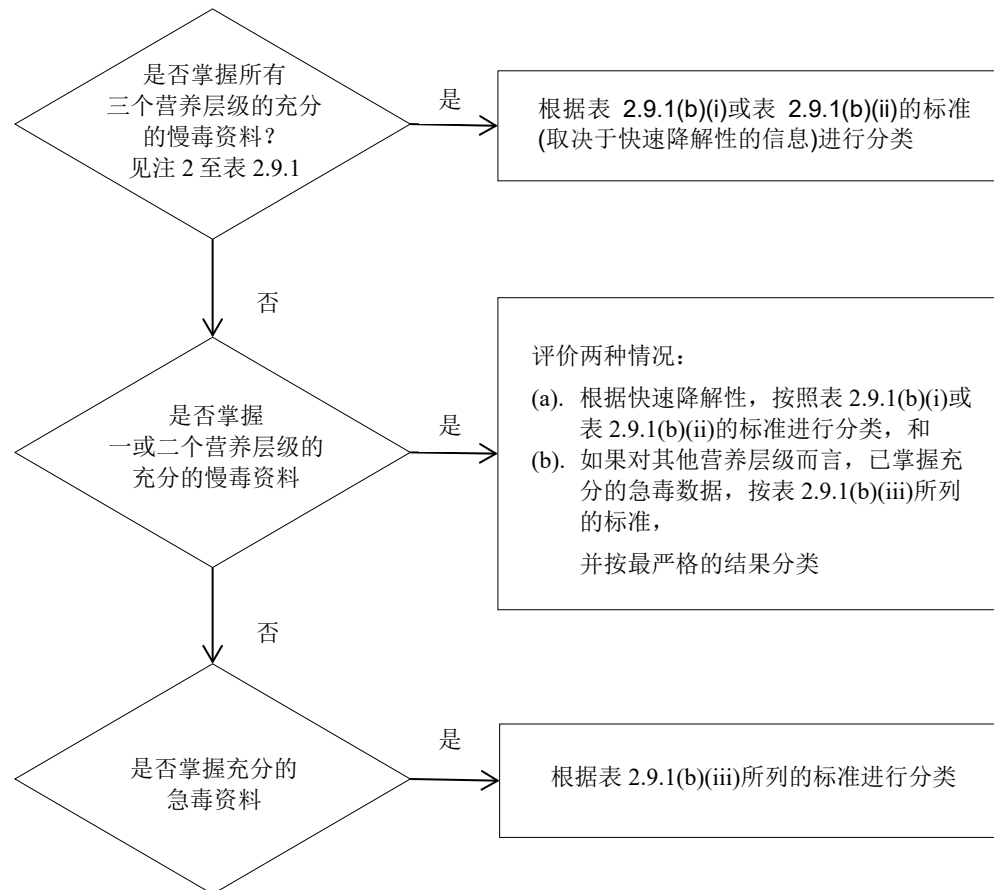 是否掌握所有
三个营养层级的充分
的慢毒资料？
见注 2 至表 2.9.1
是
根据表 2.9.1(b)(i)或表 2.9.1(b)(ii)的标准
(取决于快速降解性的信息)进行分类
否
是否掌握
一或二个营养层级的
充分的慢毒资料
是
评价两种情况：
(a). 根据快速降解性，按照表 2.9.1(b)(i)或
表 2.9.1(b)(ii)的标准进行分类，和
(b). 如果对其他营养层级而言，已掌握充
分的急毒数据，按表 2.9.1(b)(iii)所列
的标准，
并按最严格的结果分类
否
是否掌握充分的
急毒资料
是
根据表 2.9.1(b)(iii)所列的标准进行分类